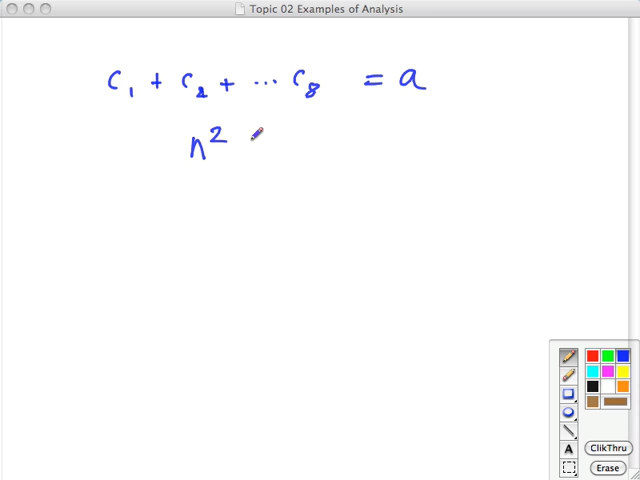 Topic 02 Examples of Analysis
c₁ + c₂ + ... c₈ = a
n²
A
ClikThru
Erase